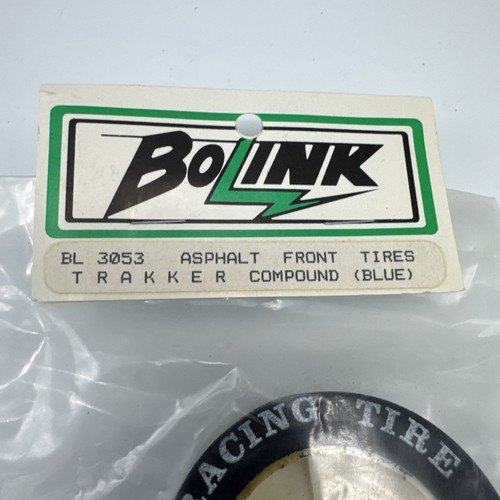 BOLINK
BL 3053 ASPHALT FRONT TIRES
TRAKKER COMPOUND (BLUE)
RACING TIRE